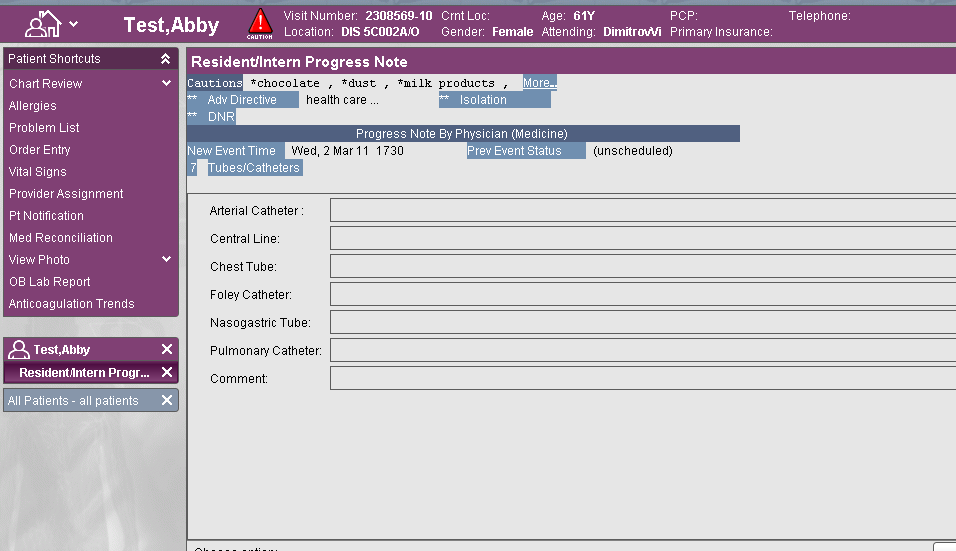 Test,Abby
CAUTION
Visit Number: 2308569-10 Crnt Loc: Age: 61Y PCP: Telephone:
Location: DIS 5C002A/O Gender: Female Attending: DimitrovVi Primary Insurance:
Patient Shortcuts
Chart Review
Allergies
Problem List
Order Entry
Vital Signs
Provider Assignment
Pt Notification
Med Reconciliation
View Photo
OB Lab Report
Anticoagulation Trends
Test,Abby
Resident/Intern Progr...
All Patients - all patients
Resident/Intern Progress Note
Cautions *chocolate , *dust , *milk products , More..
** Adv Directive health care ... ** Isolation
** DNR
Progress Note By Physician (Medicine)
New Event Time Wed, 2 Mar 11 1730 Prev Event Status (unscheduled)
7 Tubes/Catheters
Arterial Catheter :
Central Line:
Chest Tube:
Foley Catheter:
Nasogastric Tube:
Pulmonary Catheter:
Comment: